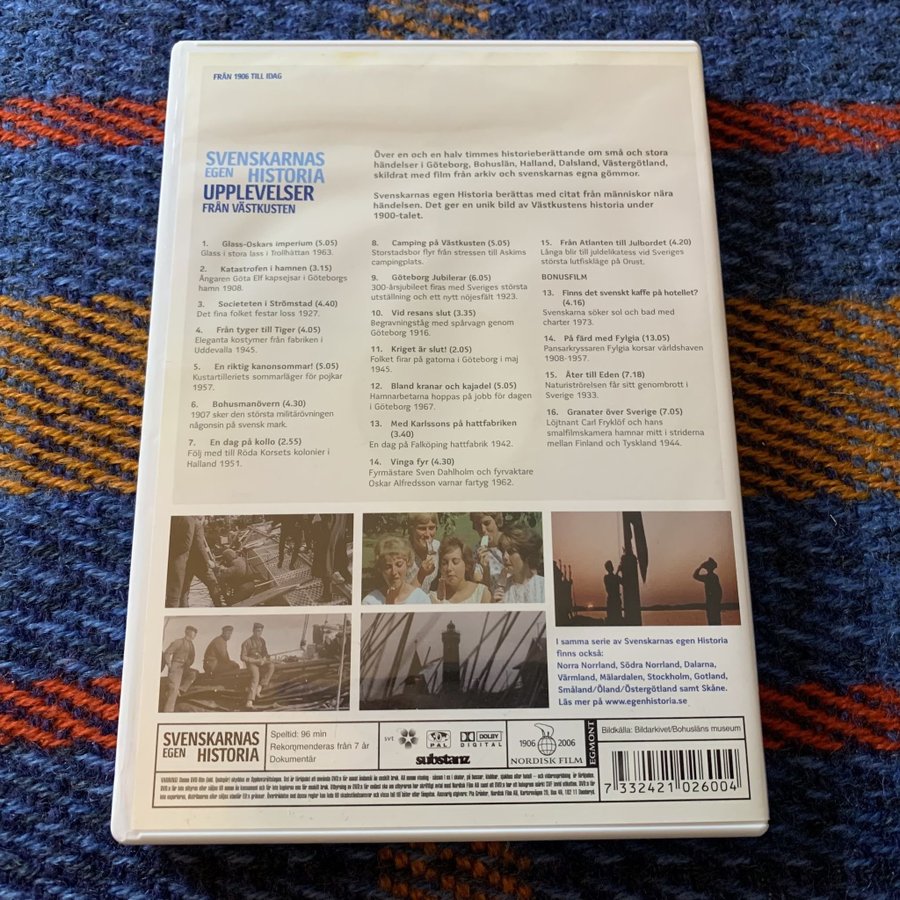 FRÅN 1906 TILL IDAG
SVENSKARNAS
EGEN HISTORIA
UPPLEVELSER
FRÅN VÄSTKUSTEN
Över en och en halv timmes historieberättande om små och stora
händelser i Göteborg, Bohuslän, Halland, Dalsland, Västergötland,
skildrat med film från arkiv och svenskarnas egna gömmor.
Svenskarnas egen Historia berättas med citat från människor nära
händelsen. Det ger en unik bild av Västkustens historia under
1900-talet.
1. Glass-Oskars imperium (5.05)
Glass i stora lass i Trollhättan 1963.
2. Katastrofen i hamnen (3.15)
Ångaren Göta Elf kapsejsar i Göteborgs
hamn 1908.
3. Societeten i Strömstad (4.40)
Det fina folket festar loss 1927.
4. Från tyger till Tiger (4.05)
Eleganta kostymer från fabriken i
Uddevalla 1945.
5. En riktig kanonsommar! (5.05)
Kustartilleriets sommarläger för pojkar
1957.
6. Bohusmanövern (4.30)
1907 sker den största militärövningen
någonsin på svensk mark.
7. En dag på kollo (2.55)
Följ med till Röda Korsets kolonier i
Halland 1951.
8. Camping på Västkusten (5.05)
Storstadsbor flyr från stressen till Askims
campingplats.
9. Göteborg Jubilerar (6.05)
300-årsjubileet firas med Sveriges största
utställning och ett nytt nöjesfält 1923.
10. Vid resans slut (3.35)
Begravningståg med spårvagn genom
Göteborg 1916.
11. Kriget är slut! (2.05)
Folket firar på gatorna i Göteborg i maj
1945.
12. Bland kranar och kajadel (5.05)
Hamnarbetarna hoppas på jobb för dagen
i Göteborg 1967.
13. Med Karlssons på hattfabriken
(3.40)
En dag på Falköping hattfabrik 1942.
14. Vinga fyr (4.30)
Fyrmästare Sven Dahlholm och fyrvaktare
Oskar Alfredsson varnar fartyg 1962.
15. Från Atlanten till Julbordet (4.20)
Långa blir till juldelikatess vid Sveriges
största lutfiskläge på Orust.
BONUSFILM
13. Finns det svenskt kaffe på hotellet?
(4.16)
Svenskarna söker sol och bad med
charter 1973.
14. På färd med Fylgia (13.05)
Pansarkryssaren Fylgia korsar världshaven
1908-1957.
15. Åter till Eden (7.18)
Naturiströrelsen får sitt genombrott i
Sverige 1933.
16. Granater över Sverige (7.05)
Löjtnant Carl Fryklöf och hans
smalfilmskamera hamnar mitt i striderna
mellan Finland och Tyskland 1944.
I samma serie av Svenskarnas egen Historia
finns också:
Norra Norrland, Södra Norrland, Dalarna,
Värmland, Mälardalen, Stockholm, Gotland,
Småland/Öland/Östergötland samt Skåne.
Läs mer på www.egenhistoria.se
SVENSKARNAS
EGEN HISTORIA
Speltid: 96 min
Rekommenderas från 7 år
Dokumentär
svt
PAL
DOLBY
DIGITAL
substanz
1906 2006
NORDISK FILM
EGMONT
Bildkälla: Bildarkivet/Bohusläns museum
7 332421 026004